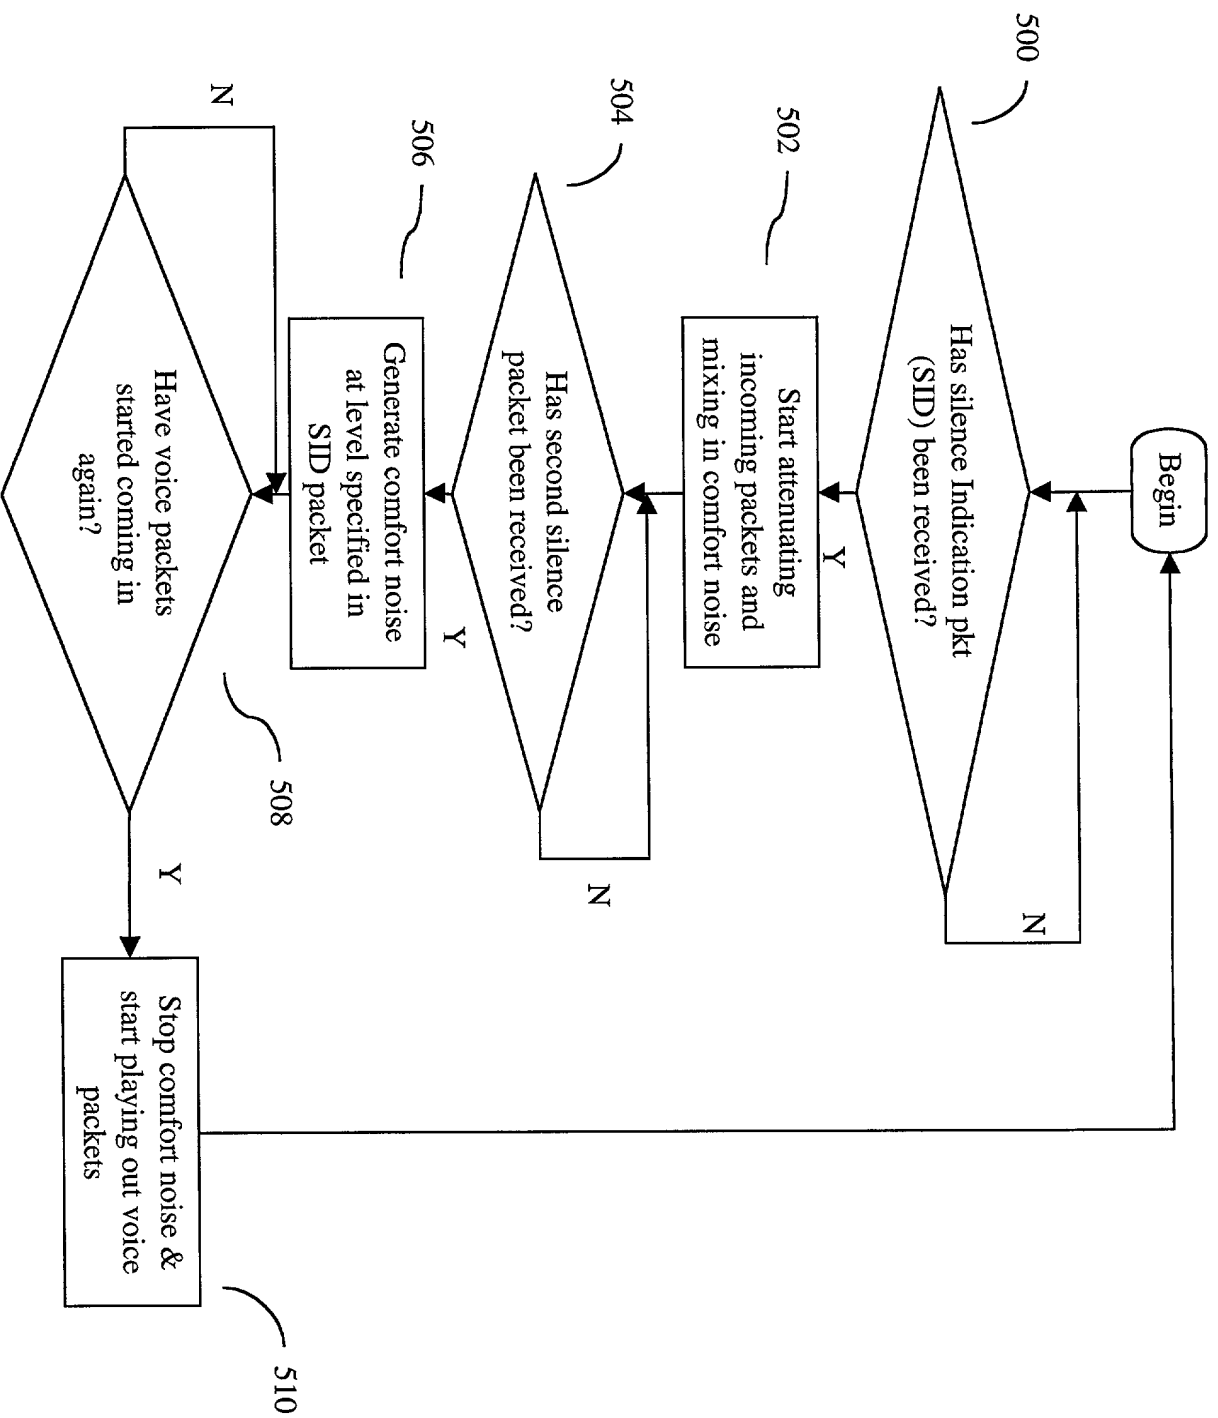 Begin
500
Has silence Indication pkt
(SID) been received?
N
Y
502
Start attenuating
incoming packets and
mixing in comfort noise
504
Has second silence
packet been received?
N
Y
506
Generate comfort noise
at level specified in
SID packet
N
Have voice packets
started coming in
again?
508
Y
Stop comfort noise &
start playing out voice
packets
510